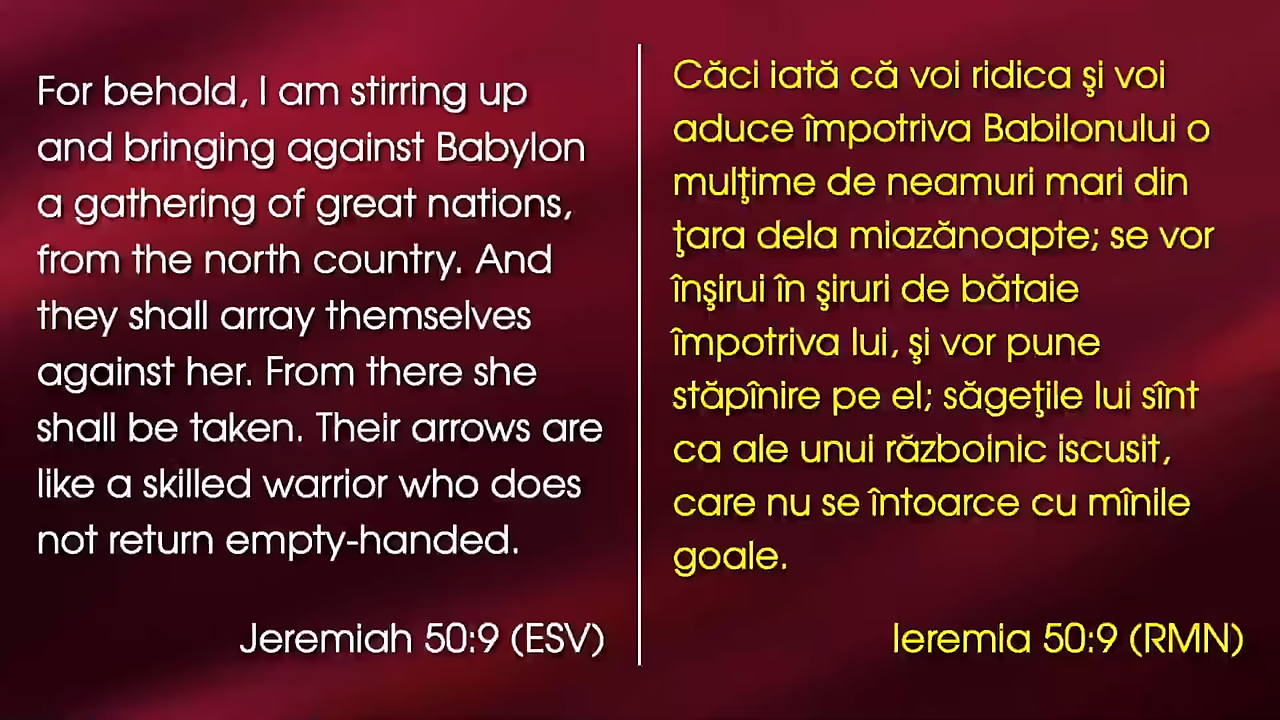 For behold, I am stirring up
and bringing against Babylon
a gathering of great nations,
from the north country. And
they shall array themselves
against her. From there she
shall be taken. Their arrows are
like a skilled warrior who does
not return empty-handed.
Jeremiah 50:9 (ESV)
Căci iată că voi ridica şi voi
aduce împotriva Babilonului o
mulţime de neamuri mari din
ţara dela miazănoapte; se vor
înşirui în şiruri de bătaie
împotriva lui, şi vor pune
stăpînire pe el; săgeţile lui sînt
ca ale unui războinic iscusit,
care nu se întoarce cu mînile
goale.
Ieremia 50:9 (RMN)